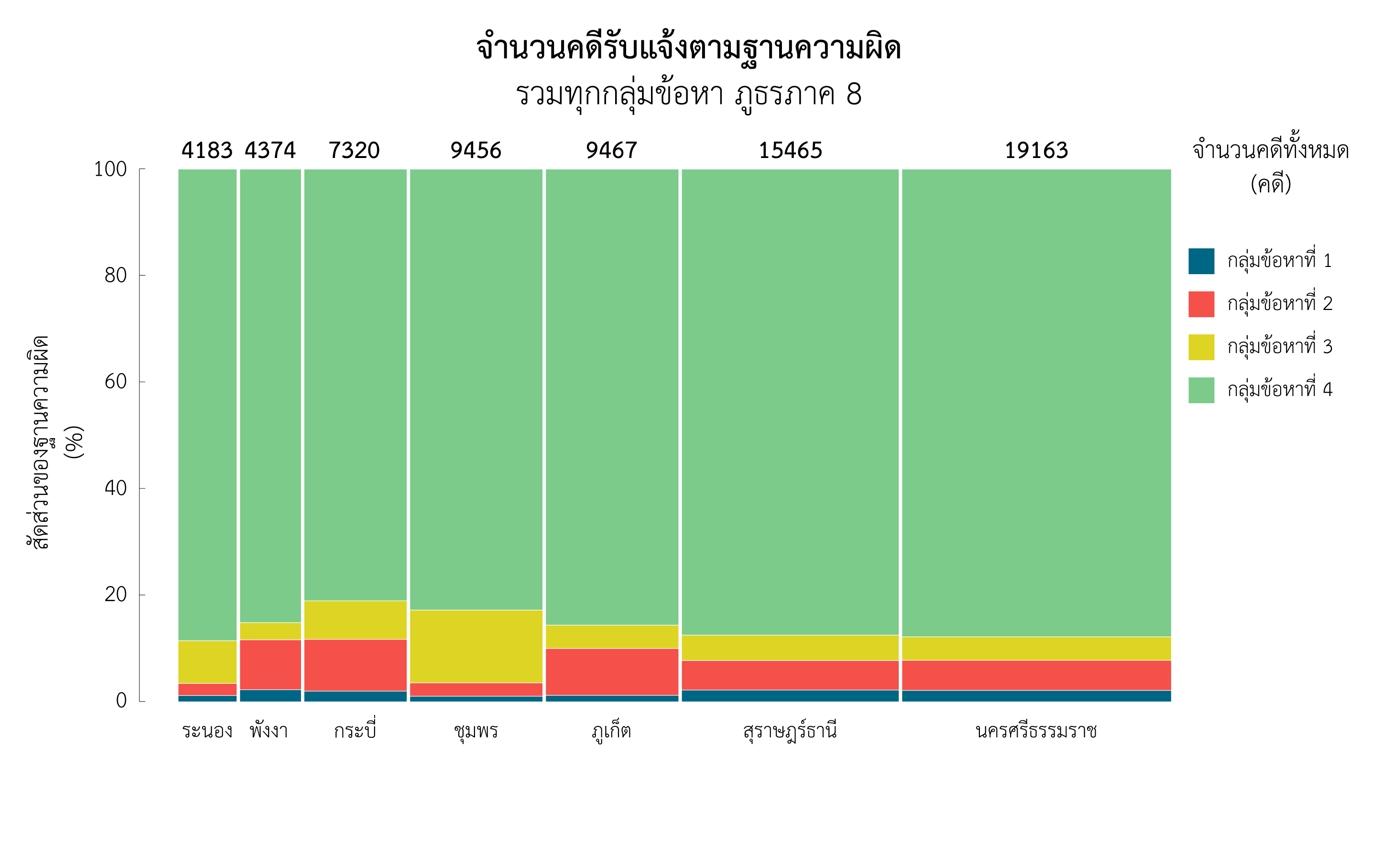 จำนวนคดีรับแจ้งตามฐานความผิด
รวมทุกกลุ่มข้อหา ภูธรภาค 8
4183 4374 7320 9456 9467 15465 19163
จำนวนคดีทั้งหมด
(คดี)
100
80
60
40
20
0
สัดส่วนของฐานความผิด
(%)
กลุ่มข้อหาที่ 1
กลุ่มข้อหาที่ 2
กลุ่มข้อหาที่ 3
กลุ่มข้อหาที่ 4
ระนอง พังงา กระบี่ ชุมพร ภูเก็ต สุราษฎร์ธานี นครศรีธรรมราช